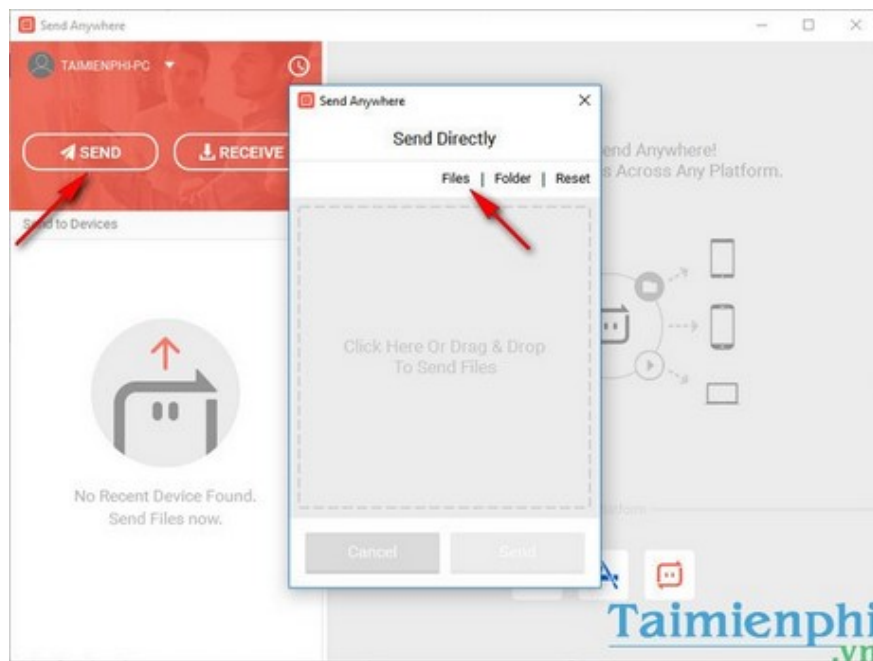 Send Anywhere
TAIMIENPHI-PC
SEND
RECEIVE
Send to Devices
No Recent Device Found.
Send Files now.
Send Anywhere
Send Directly
Files | Folder | Reset
Click Here Or Drag & Drop
To Send Files
Cancel
Send
end Anywhere!
s Across Any Platform.
Taimienphi
.vn